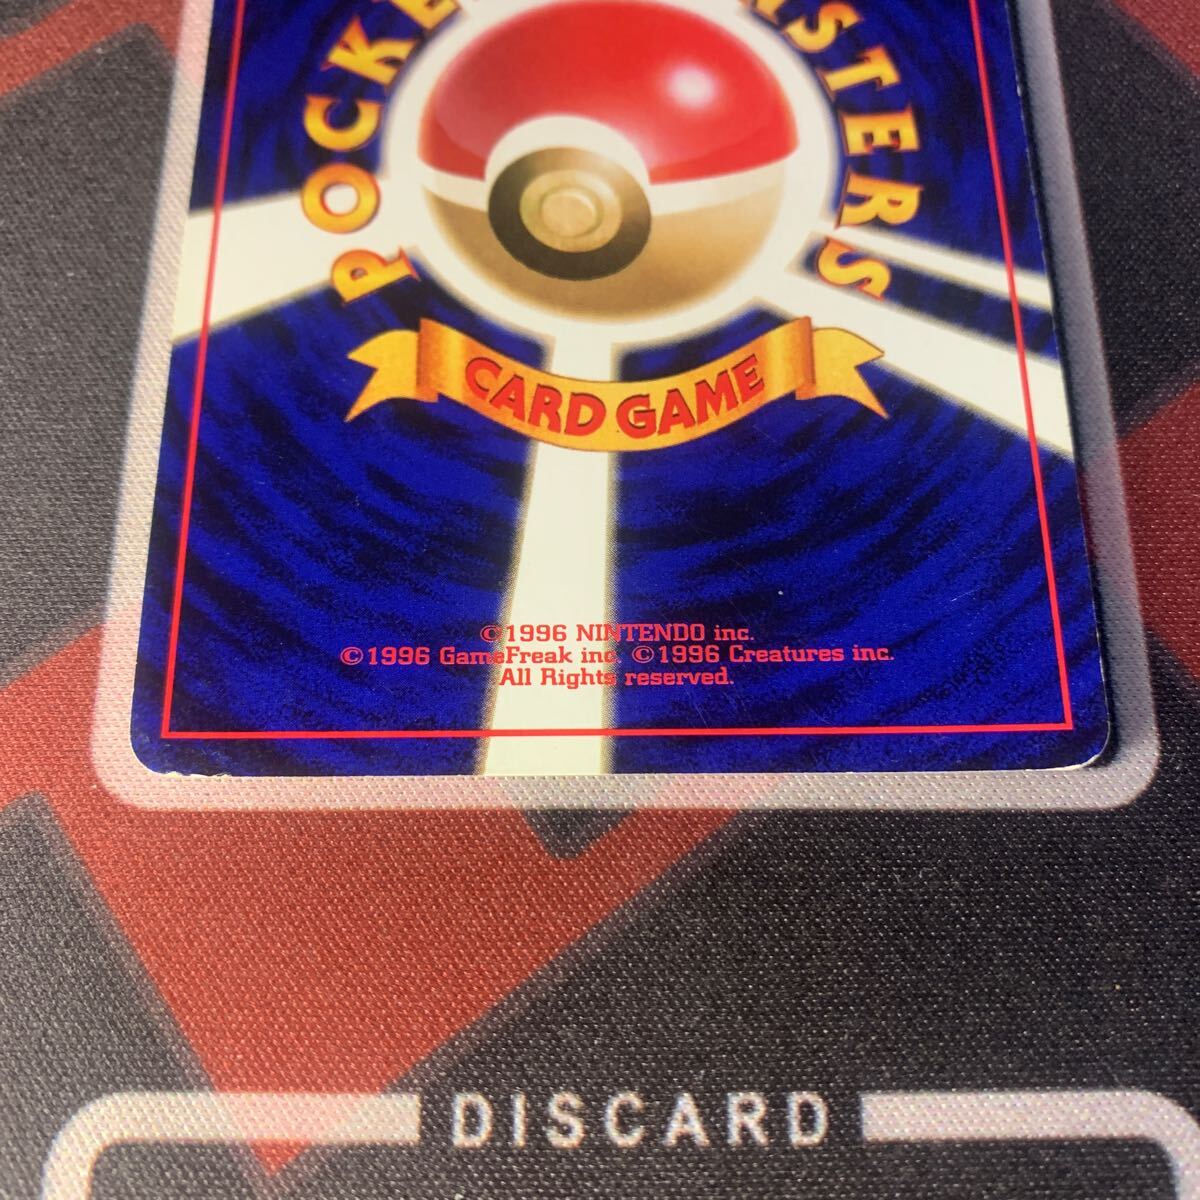 CARD GAME
©1996 NINTENDO inc.
©1996 GameFreak inc. ©1996 Creatures inc.
All Rights reserved.
DISCARD